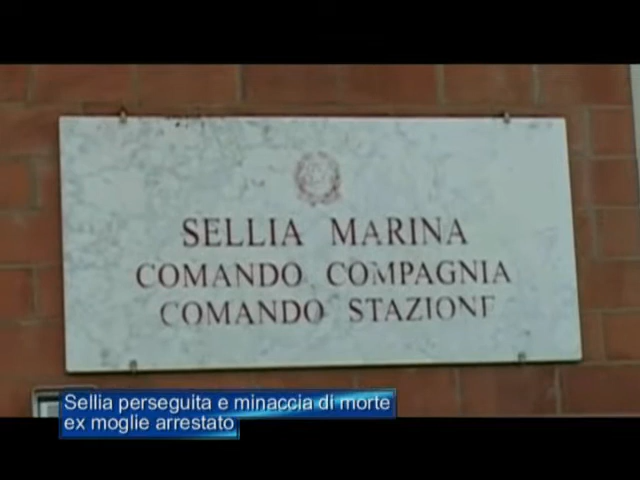 SELLIA MARINA
COMANDO COMPAGNIA
COMANDO STAZIONE
Sellia perseguita e minaccia di morte
ex moglie arrestato